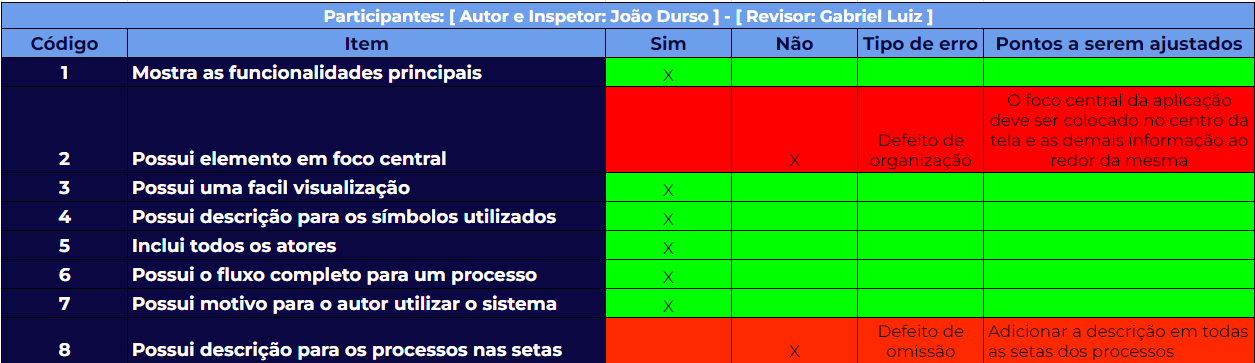 Participantes: [ Autor e Inspetor: João Durso ] - [ Revisor: Gabriel Luiz ]
Código Item Sim Não Tipo de erro Pontos a serem ajustados
1 Mostra as funcionalidades principais X
2 Possui elemento em foco central X Defeito de organização O foco central da aplicação deve ser colocado no centro da tela e as demais informação ao redor da mesma
3 Possui uma facil visualização X
4 Possui descrição para os símbolos utilizados X
5 Inclui todos os atores X
6 Possui o fluxo completo para um processo X
7 Possui motivo para o autor utilizar o sistema X
8 Possui descrição para os processos nas setas X Defeito de omissão Adicionar a descrição em todas as setas dos processos